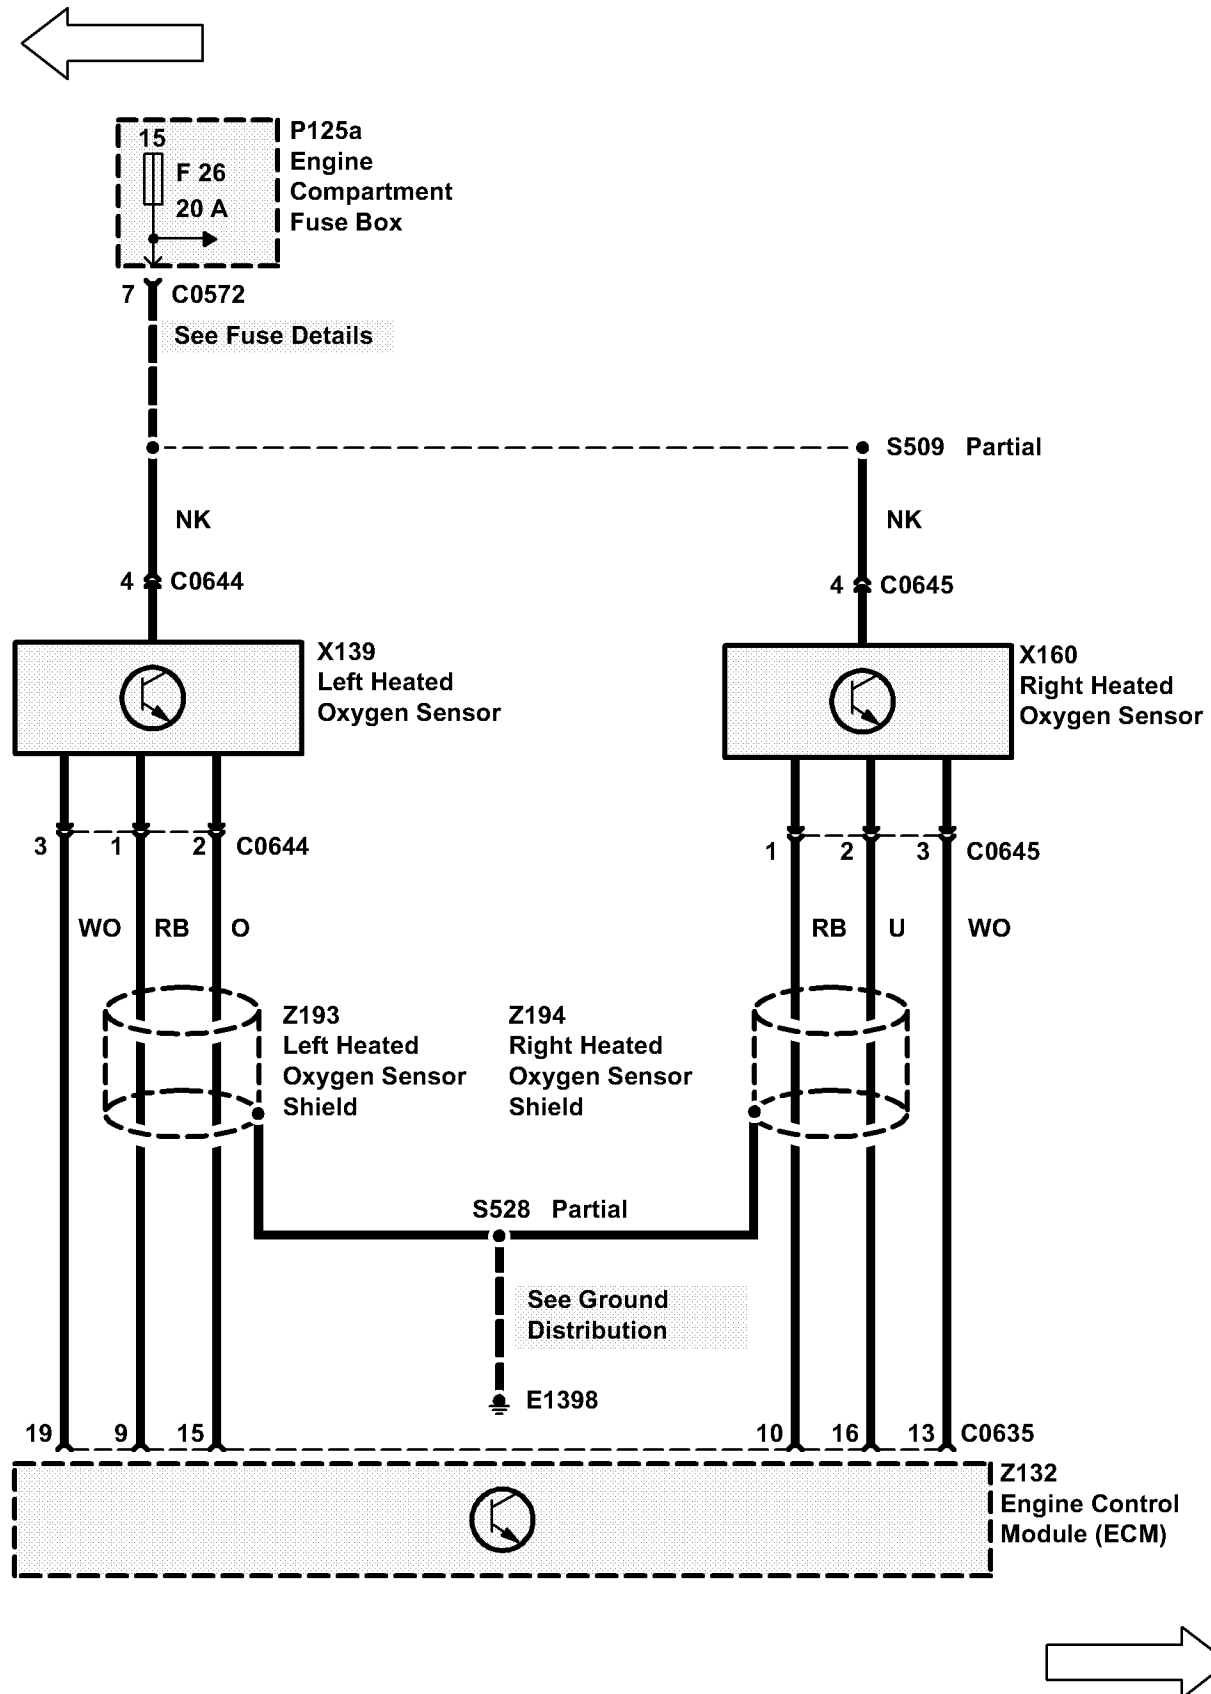 15
F 26
20 A
P125a
Engine
Compartment
Fuse Box
7 C0572
See Fuse Details
S509 Partial
NK
NK
4 C0644
4 C0645
X139
Left Heated
Oxygen Sensor
X160
Right Heated
Oxygen Sensor
3 1 2 C0644
1 2 3 C0645
WO RB O
RB U WO
Z193
Left Heated
Oxygen Sensor
Shield
Z194
Right Heated
Oxygen Sensor
Shield
S528 Partial
See Ground
Distribution
E1398
19 9 15 10 16 13 C0635
Z132
Engine Control
Module (ECM)